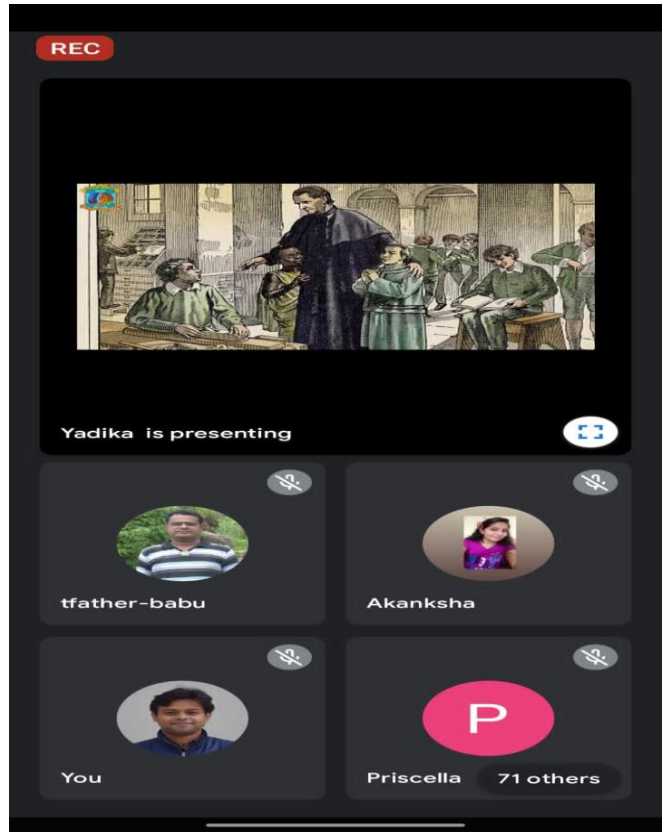 REC
Yadika is presenting
tfather-babu
Akanksha
P
You
Priscella
71 others